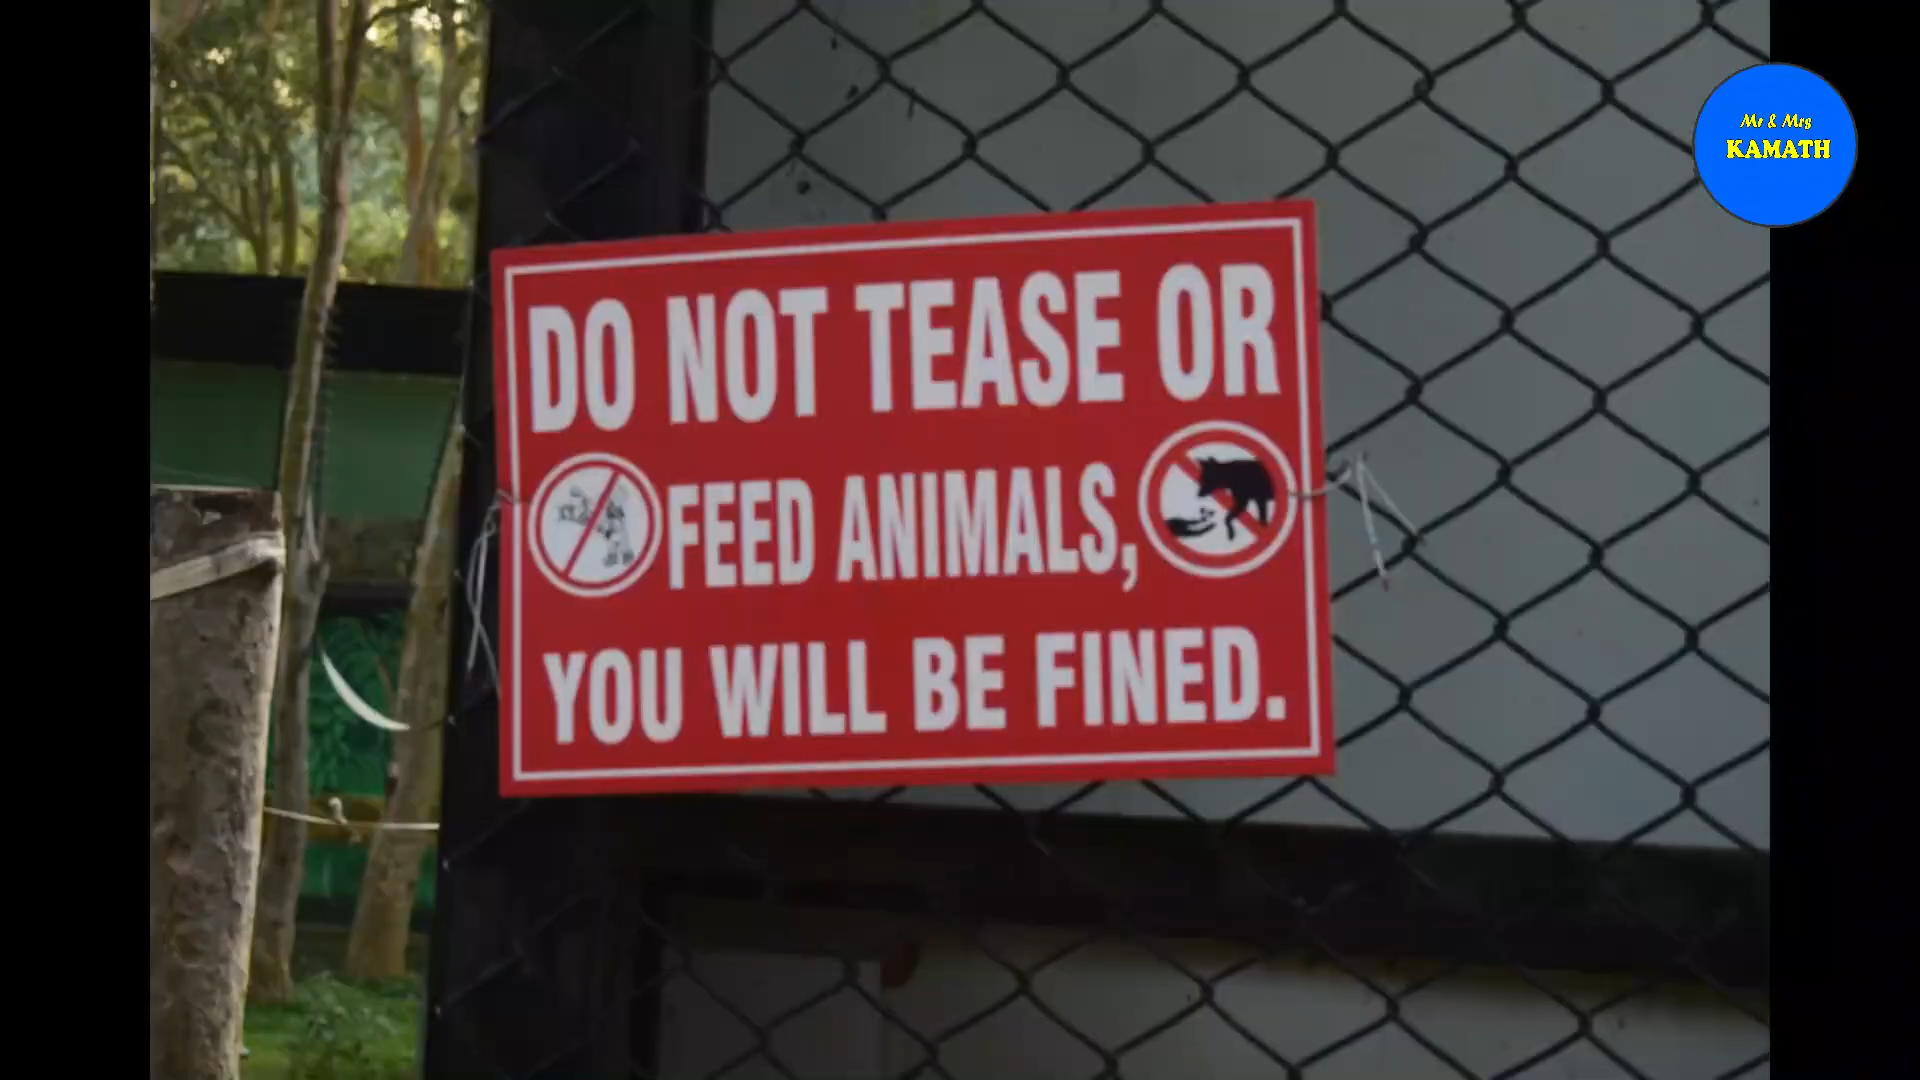 Mr & Mrs
KAMATH
DO NOT TEASE OR
FEED ANIMALS,
YOU WILL BE FINED.